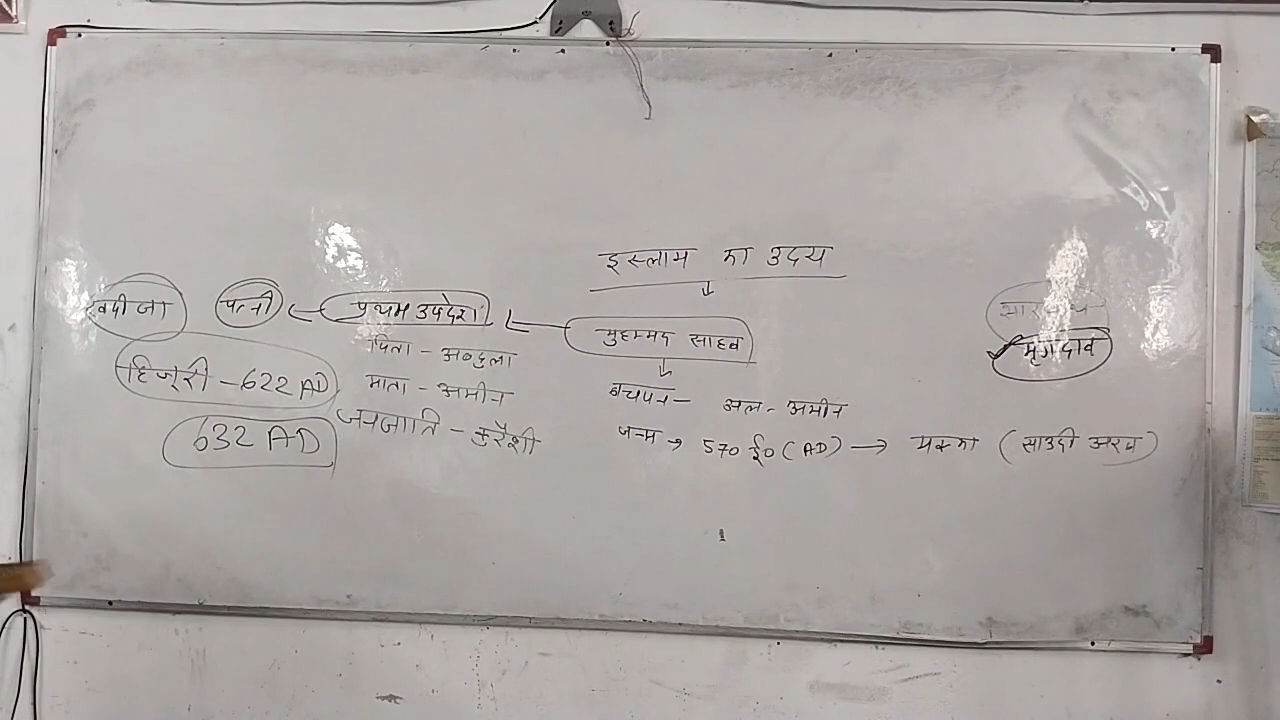 इस्लाम का उदय
खदीजा पत्नी प्रथम उपदेश मुहम्मद साहब
सारनाथ
मृगदाव
पिता - अब्दुला
हिजूरी - 622 AD
माता - अमीन
बचपन - अल - अमीन
632 AD
जनजाति - कुरैशी
जन्म → 570 ई० (AD) → मक्का (साउदी अरब)